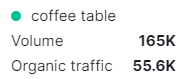 coffee table
Volume 165K
Organic traffic 55.6K